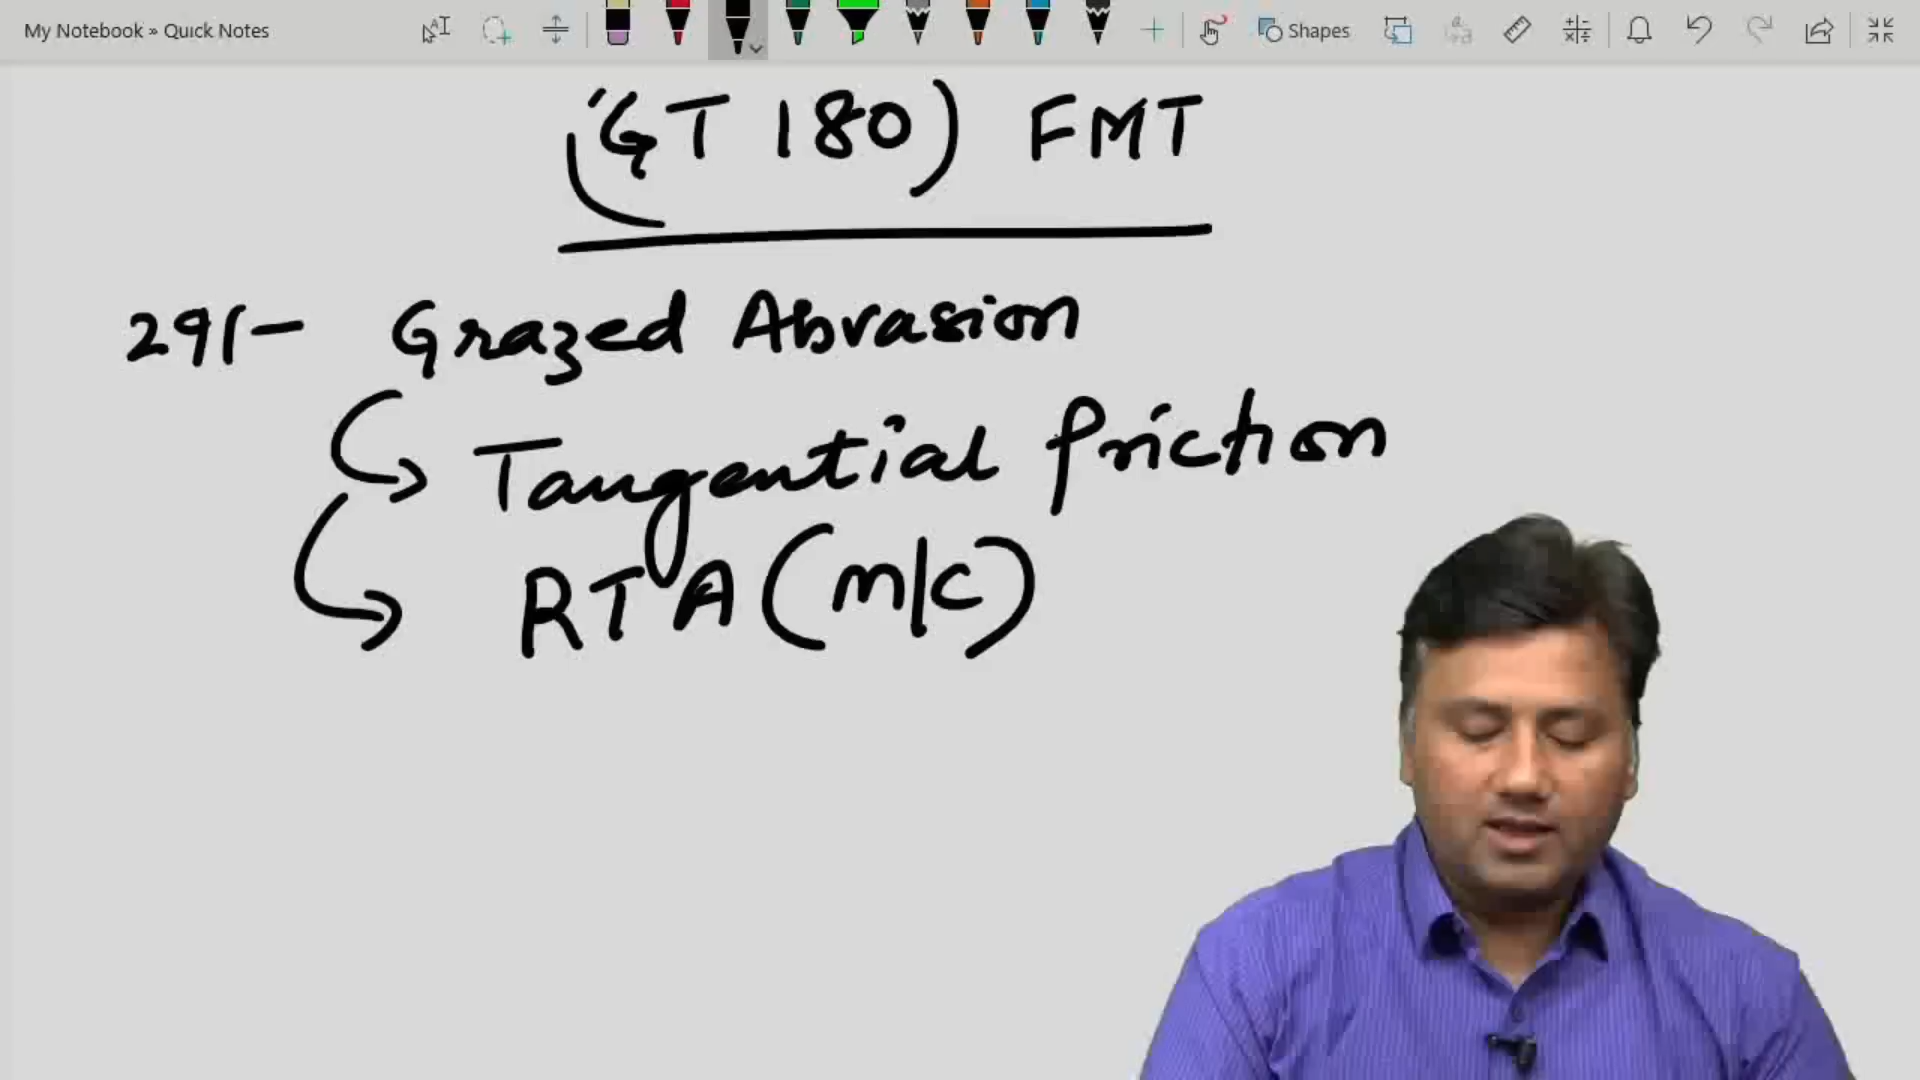 My Notebook » Quick Notes
Shapes
(GT 180) FMT
291- Grazed Abrasion
Tangential friction
RTA (m/c)